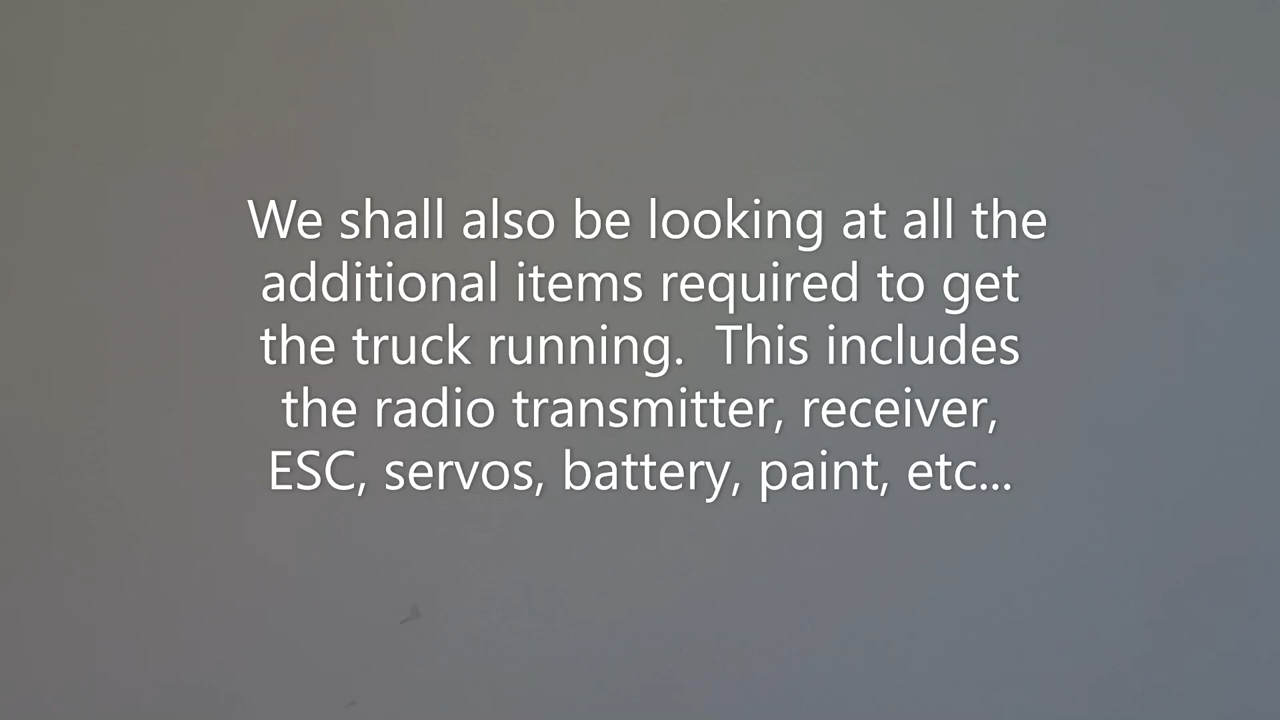 We shall also be looking at all the
additional items required to get
the truck running.  This includes
the radio transmitter, receiver,
ESC, servos, battery, paint, etc...